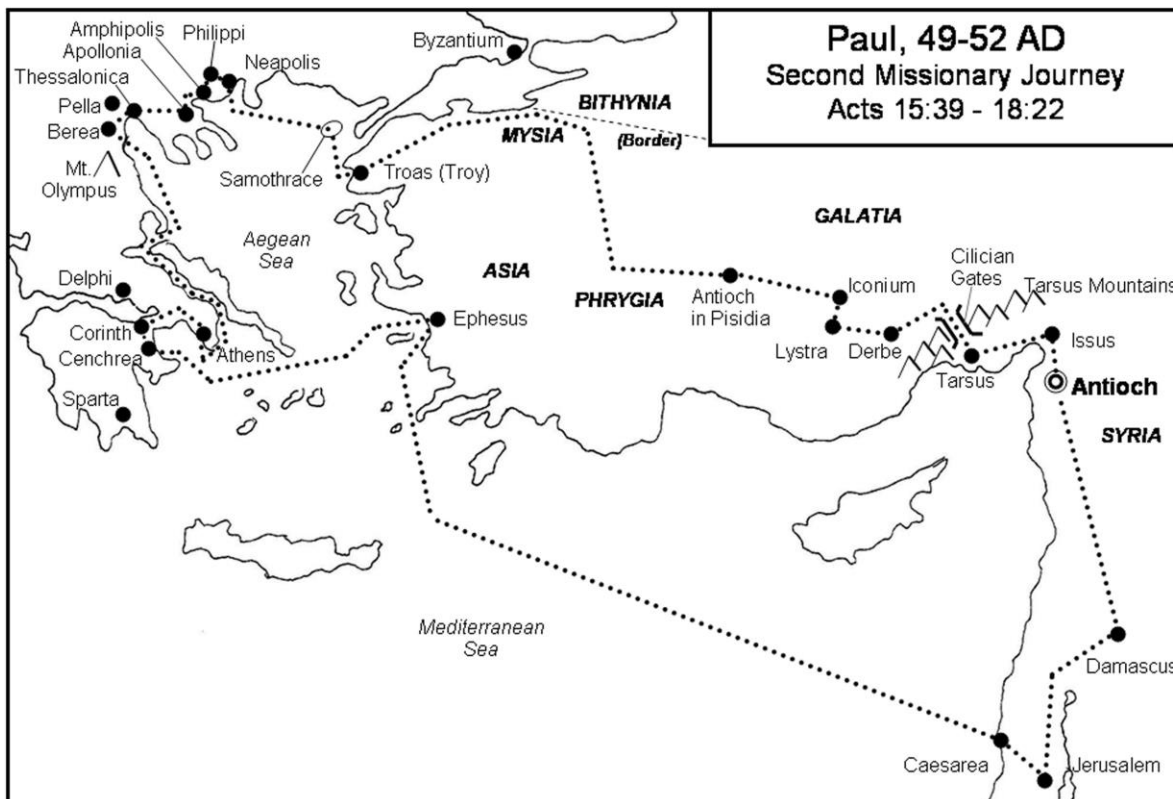 Paul, 49-52 AD
Second Missionary Journey
Acts 15:39 - 18:22
Amphipolis
Philippi
Apollonia
Neapolis
Thessalonica
Byzantium
Pella
Berea
BITHYNIA
MYSIA
(Border)
Mt.
Olympus
Samothrace
Troas (Troy)
GALATIA
Aegean
Sea
Cilician
Gates
Delphi
ASIA
PHRYGIA
Antioch
in Pisidia
Iconium
Tarsus Mountains
Corinth
Cenchrea
Athens
Ephesus
Lystra
Derbe
Tarsus
Issus
Sparta
Antioch
SYRIA
Mediterranean
Sea
Damascus
Caesarea
Jerusalem